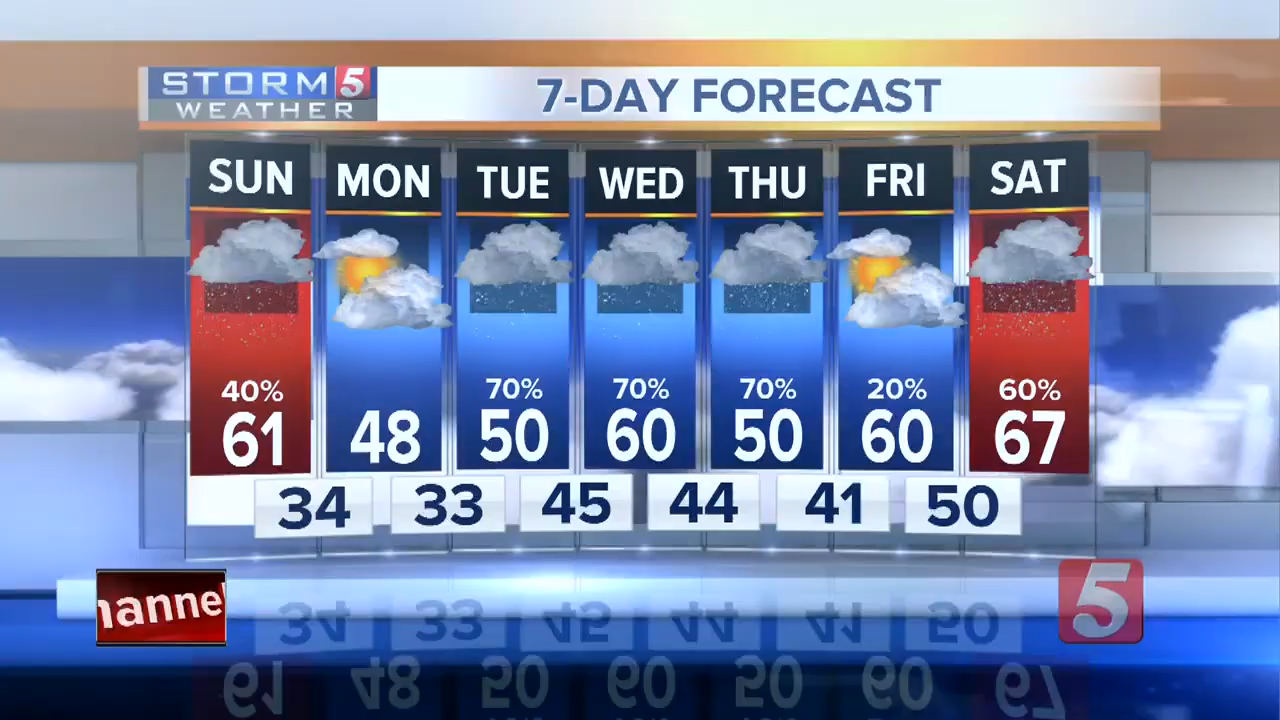 STORM 5
WEATHER
7-DAY FORECAST
SUN MON TUE WED THU FRI SAT
40% 70% 70% 70% 20% 60%
61 48 50 60 50 60 67
34 33 45 44 41 50
hannel
5